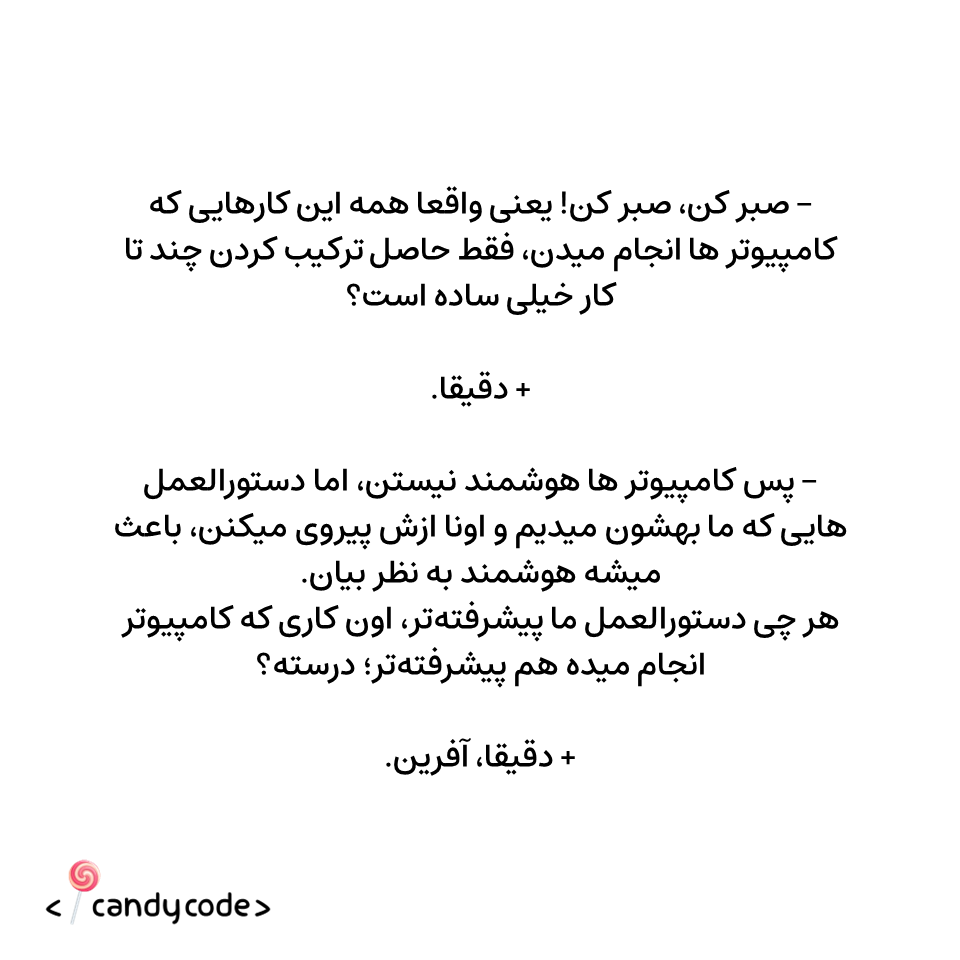 – صبر کن، صبر کن! یعنی واقعا همه این کارهایی که
کامپیوتر ها انجام میدن، فقط حاصل ترکیب کردن چند تا
کار خیلی ساده است؟
+ دقیقا.
– پس کامپیوتر ها هوشمند نیستن، اما دستورالعمل
هایی که ما بهشون میدیم و اونا ازش پیروی میکنن، باعث
میشه هوشمند به نظر بیان.
هر چی دستورالعمل ما پیشرفته‌تر، اون کاری که کامپیوتر
انجام میده هم پیشرفته‌تر؛ درسته؟
+ دقیقا، آفرین.
< candycode >